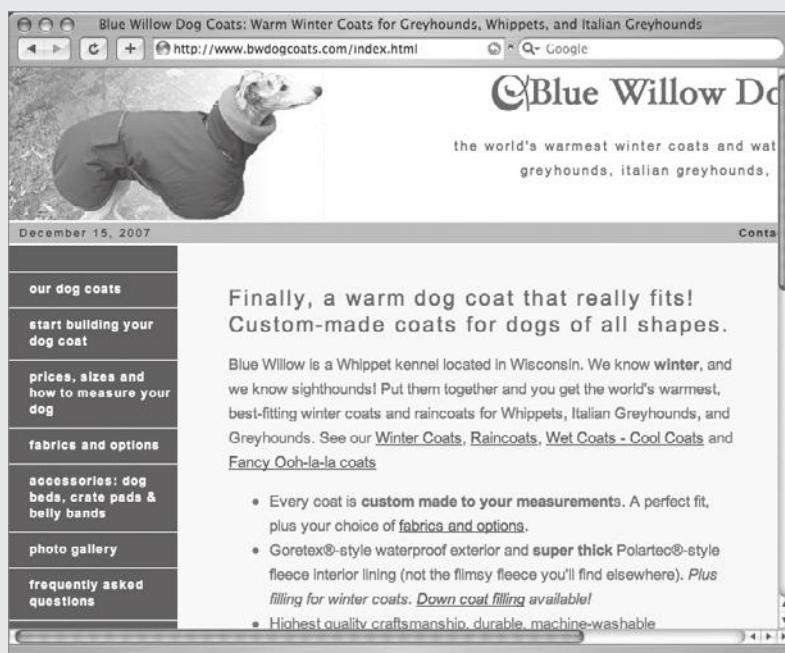 Blue Willow Dog Coats: Warm Winter Coats for Greyhounds, Whippets, and Italian Greyhounds
http://www.bwdogcoats.com/index.html
Google
Blue Willow Do
the world's warmest winter coats and wat
greyhounds, italian greyhounds,
December 15, 2007
Conta
our dog coats
start building your
dog coat
prices, sizes and
how to measure your
dog
fabrics and options
accessories: dog
beds, crate pads &
belly bands
photo gallery
frequently asked
questions
Finally, a warm dog coat that really fits!
Custom-made coats for dogs of all shapes.
Blue Willow is a Whippet kennel located in Wisconsin. We know winter, and
we know sighthounds! Put them together and you get the world's warmest,
best-fitting winter coats and raincoats for Whippets, Italian Greyhounds, and
Greyhounds. See our Winter Coats, Raincoats, Wet Coats - Cool Coats and
Fancy Ooh-la-la coats
• Every coat is custom made to your measurements. A perfect fit,
plus your choice of fabrics and options.
• Goretex®-style waterproof exterior and super thick Polartec®-style
fleece interior lining (not the flimsy fleece you'll find elsewhere). Plus
filling for winter coats. Down coat filling available!
• Highest quality craftsmanship, durable, machine-washable